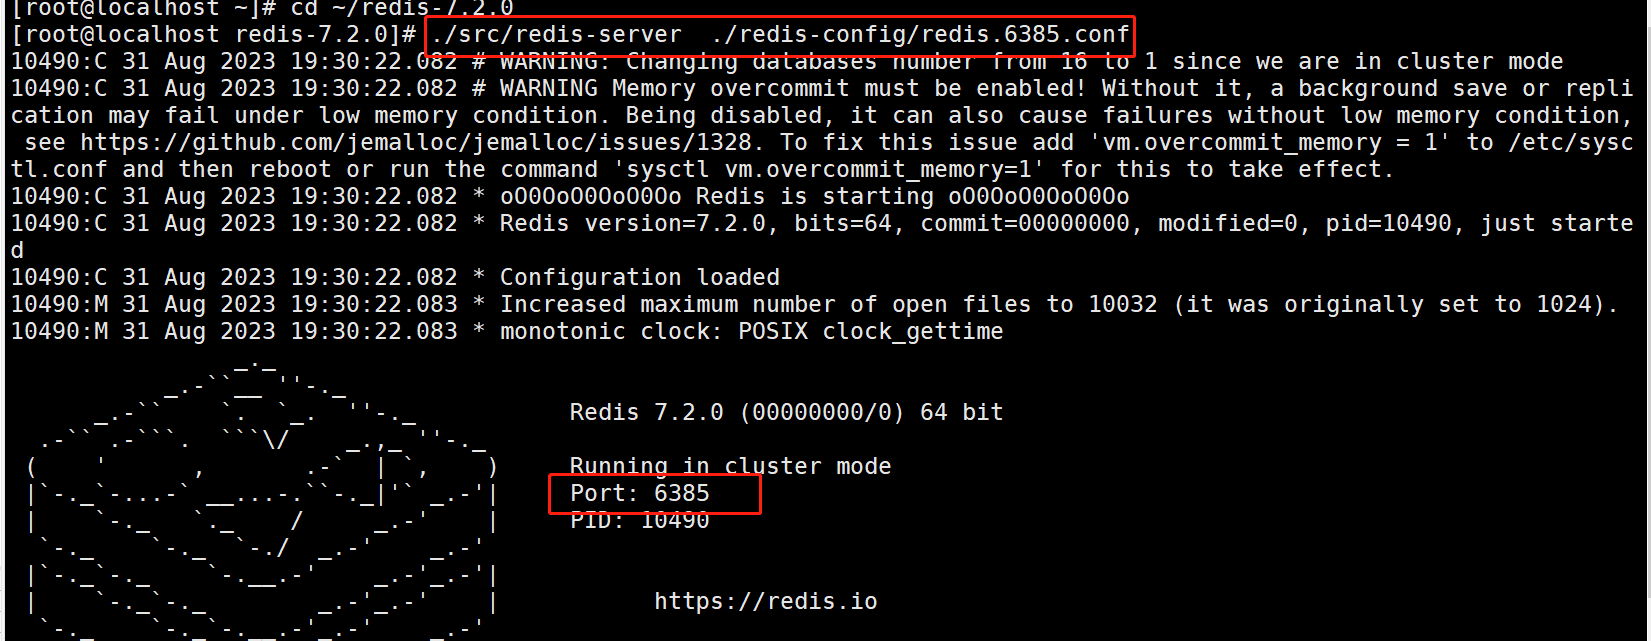 [root@localhost ~]# cd ~/redis-7.2.0
[root@localhost redis-7.2.0]# ./src/redis-server  ./redis-config/redis.6385.conf
10490:C 31 Aug 2023 19:30:22.082 # WARNING: Changing databases number from 16 to 1 since we are in cluster mode
10490:C 31 Aug 2023 19:30:22.082 # WARNING Memory overcommit must be enabled! Without it, a background save or repli
cation may fail under low memory condition. Being disabled, it can also cause failures without low memory condition,
 see https://github.com/jemalloc/jemalloc/issues/1328. To fix this issue add 'vm.overcommit_memory = 1' to /etc/sysc
tl.conf and then reboot or run the command 'sysctl vm.overcommit_memory=1' for this to take effect.
10490:C 31 Aug 2023 19:30:22.082 * oO0OoO0OoO0Oo Redis is starting oO0OoO0OoO0Oo
10490:C 31 Aug 2023 19:30:22.082 * Redis version=7.2.0, bits=64, commit=00000000, modified=0, pid=10490, just starte
d
10490:C 31 Aug 2023 19:30:22.082 * Configuration loaded
10490:M 31 Aug 2023 19:30:22.083 * Increased maximum number of open files to 10032 (it was originally set to 1024).
10490:M 31 Aug 2023 19:30:22.083 * monotonic clock: POSIX clock_gettime
Redis 7.2.0 (00000000/0) 64 bit
Running in cluster mode
Port: 6385
PID: 10490
https://redis.io